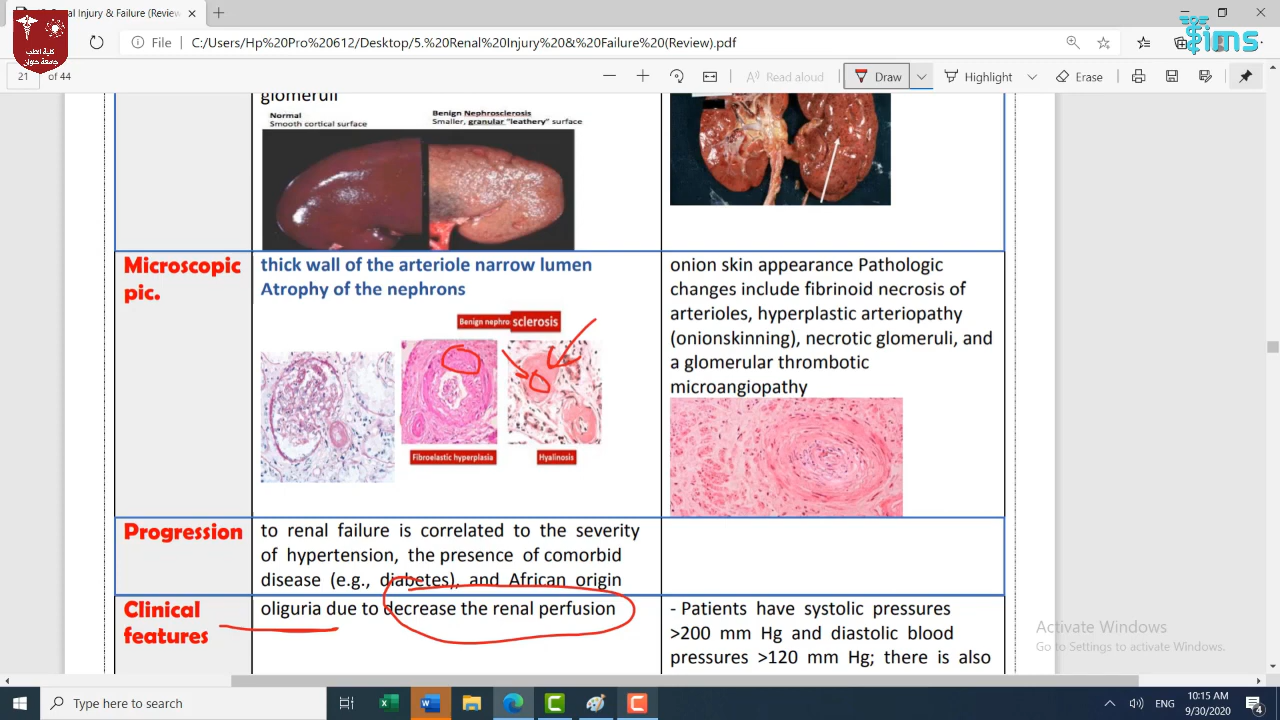 al Injury & Failure (Review).
File
C:/Users/Hp%20Pro%20612/Desktop/5.%20Renal%20Injury%20&%20Failure%20(Review).pdf
Sims
كلية الطب
جامعة حلوان
21 of 44
Read aloud
Draw
Highlight
Erase
glomeruli
Normal
Smooth cortical surface
Benign Nephrosclerosis
Smaller, granular "leathery" surface
Microscopic
pic.
thick wall of the arteriole narrow lumen
Atrophy of the nephrons
Benign nephro sclerosis
Fibroelastic hyperplasia
Hyalinosis
onion skin appearance Pathologic
changes include fibrinoid necrosis of
arterioles, hyperplastic arteriopathy
(onionskinning), necrotic glomeruli, and
a glomerular thrombotic
microangiopathy
Progression
to renal failure is correlated to the severity
of hypertension, the presence of comorbid
disease (e.g., diabetes), and African origin
Clinical
features
oliguria due to decrease the renal perfusion
- Patients have systolic pressures
>200 mm Hg and diastolic blood
pressures >120 mm Hg; there is also
Activate Windows
Go to Settings to activate Windows.
Type here to search
ENG
10:15 AM
9/30/2020
4